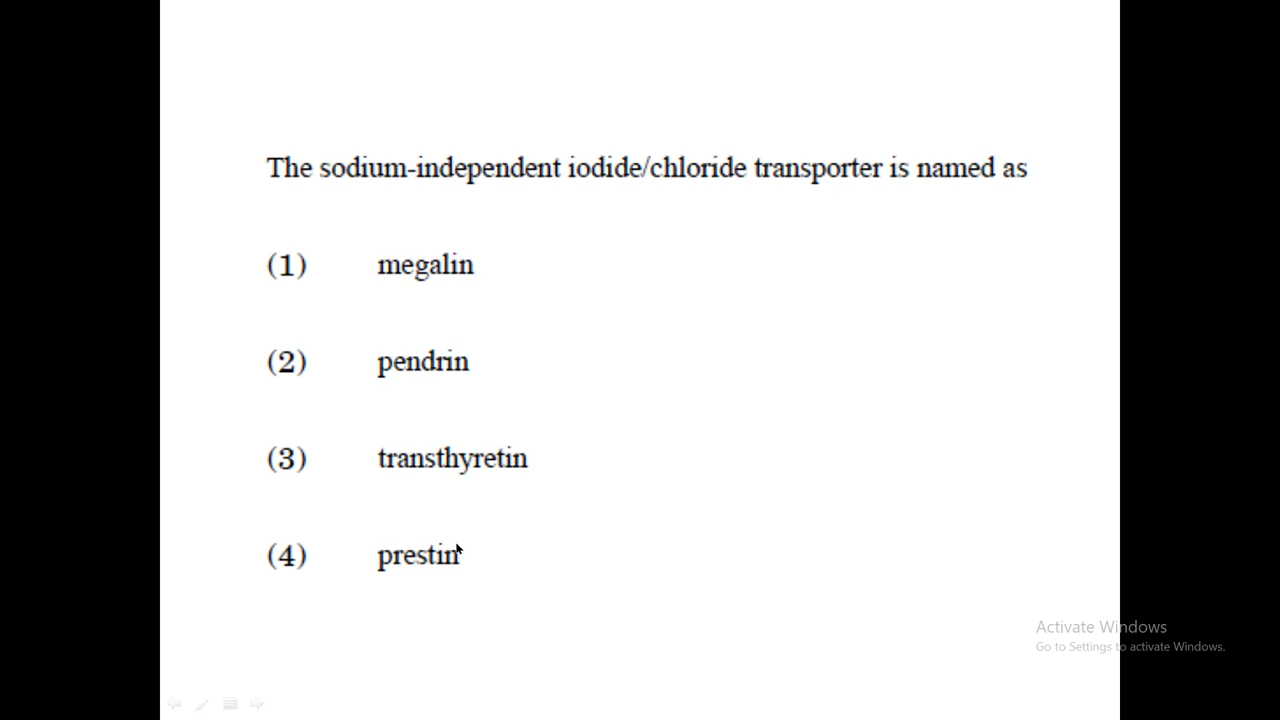 The sodium-independent iodide/chloride transporter is named as
(1) megalin
(2) pendrin
(3) transthyretin
(4) prestin
Activate Windows
Go to Settings to activate Windows.